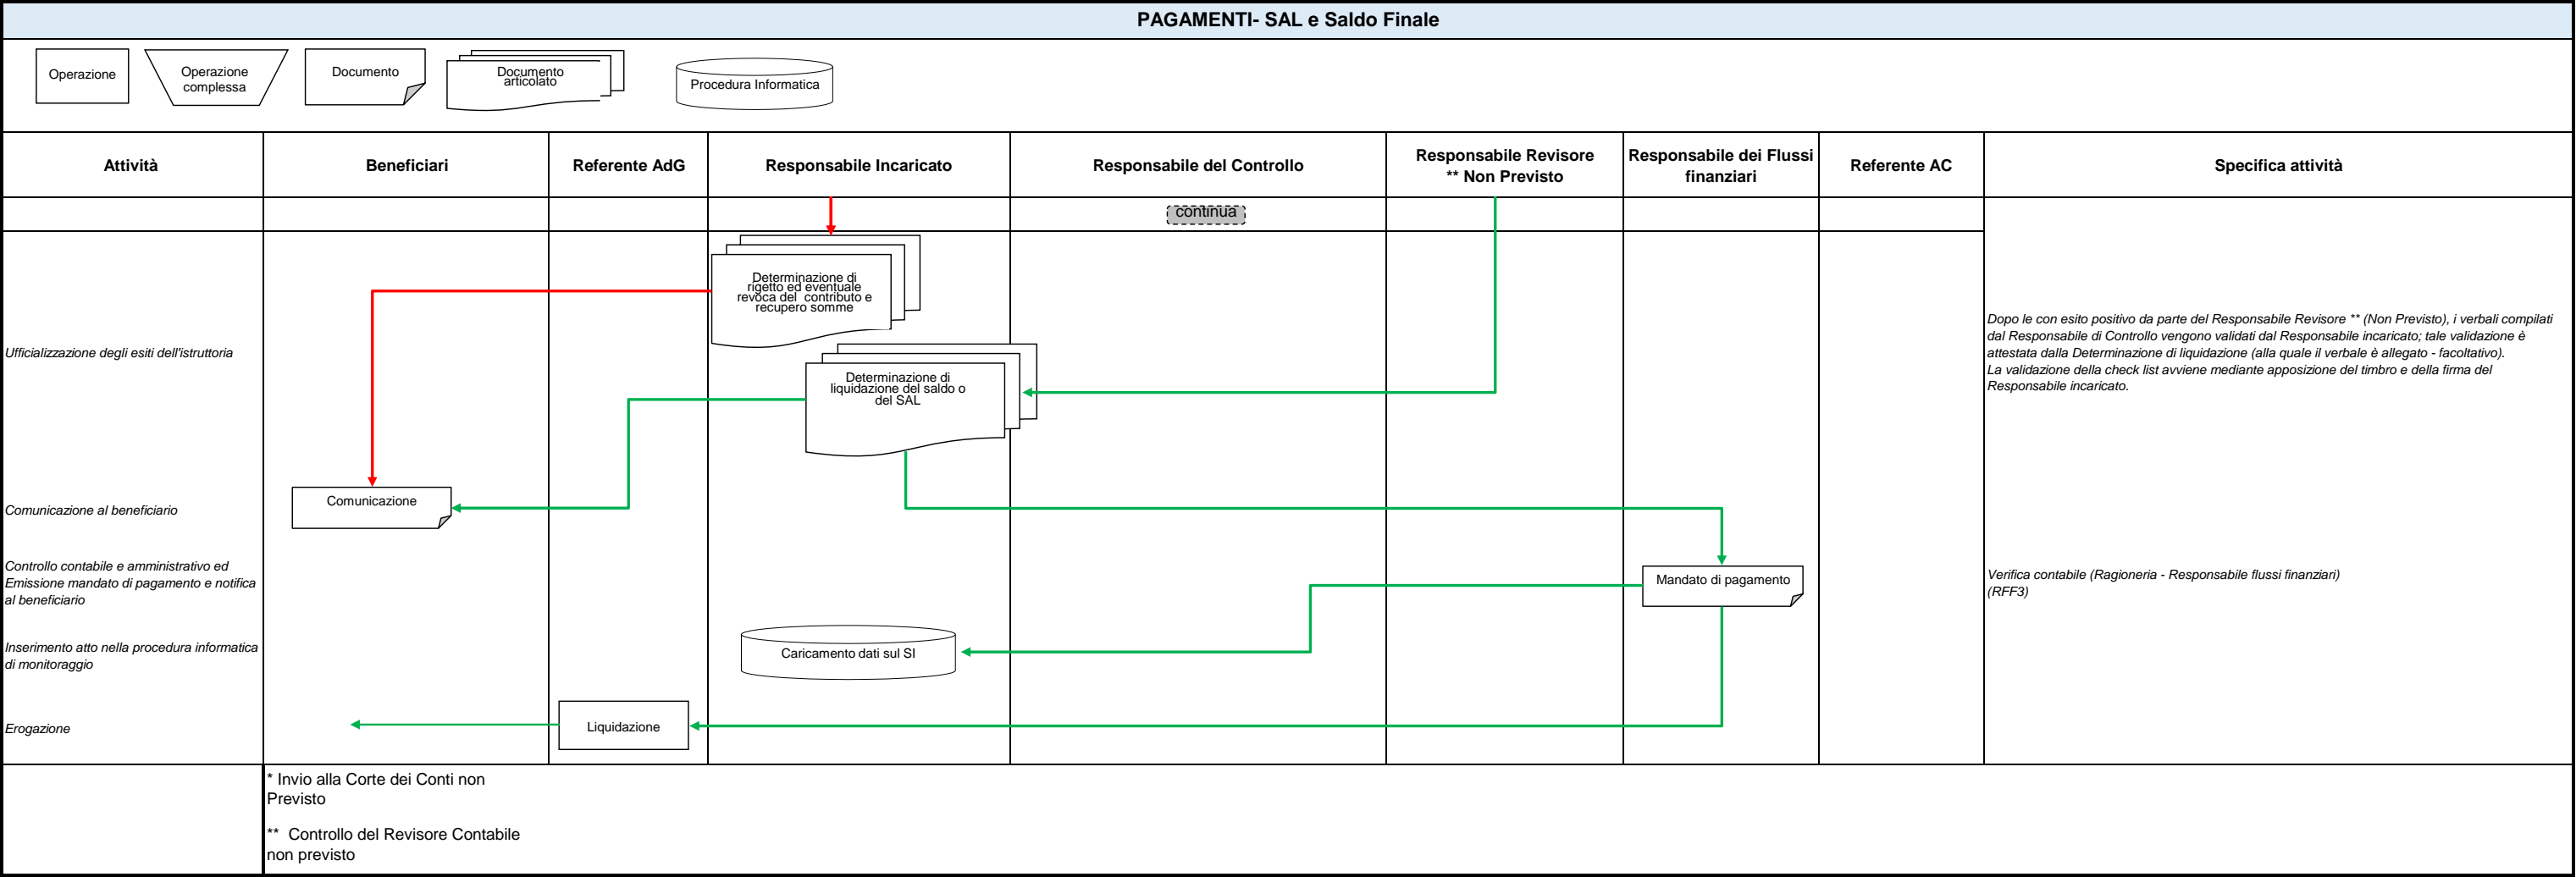 PAGAMENTI- SAL e Saldo Finale
Operazione
Operazione
complessa
Documento
Documento
articolato
Procedura Informatica
Attività
Beneficiari
Referente AdG
Responsabile Incaricato
Responsabile del Controllo
Responsabile Revisore
** Non Previsto
Responsabile dei Flussi
finanziari
Referente AC
Specifica attività
continua
Determinazione di
rigetto ed eventuale
revoca del contributo e
recupero somme
Ufficializzazione degli esiti dell'istruttoria
Determinazione di
liquidazione del saldo o
del SAL
Dopo le con esito positivo da parte del Responsabile Revisore ** (Non Previsto), i verbali compilati
dal Responsabile di Controllo vengono validati dal Responsabile incaricato; tale validazione è
attestata dalla Determinazione di liquidazione (alla quale il verbale è allegato - facoltativo).
La validazione della check list avviene mediante apposizione del timbro e della firma del
Responsabile incaricato.
Comunicazione al beneficiario
Comunicazione
Controllo contabile e amministrativo ed
Emissione mandato di pagamento e notifica
al beneficiario
Mandato di pagamento
Verifica contabile (Ragioneria - Responsabile flussi finanziari)
(RFF3)
Inserimento atto nella procedura informatica
di monitoraggio
Caricamento dati sul SI
Erogazione
Liquidazione
* Invio alla Corte dei Conti non
Previsto
** Controllo del Revisore Contabile
non previsto